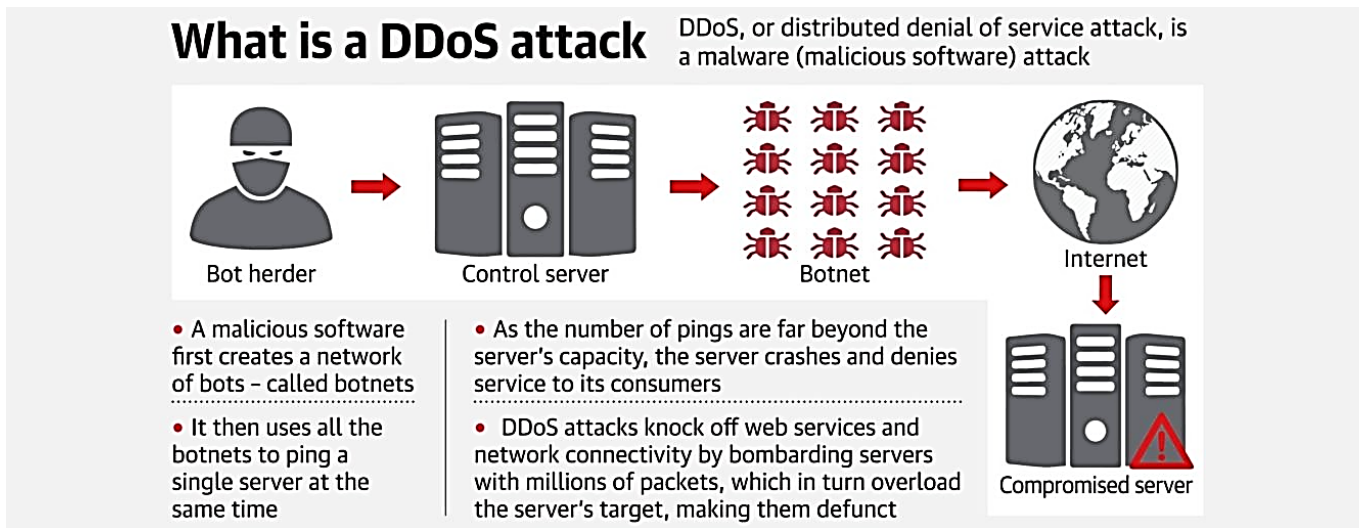 What is a DDoS attack
DDoS, or distributed denial of service attack, is
a malware (malicious software) attack
Bot herder
Control server
Botnet
Internet
Compromised server
• A malicious software
first creates a network
of bots – called botnets
• It then uses all the
botnets to ping a
single server at the
same time
• As the number of pings are far beyond the
server's capacity, the server crashes and denies
service to its consumers
• DDoS attacks knock off web services and
network connectivity by bombarding servers
with millions of packets, which in turn overload
the server's target, making them defunct